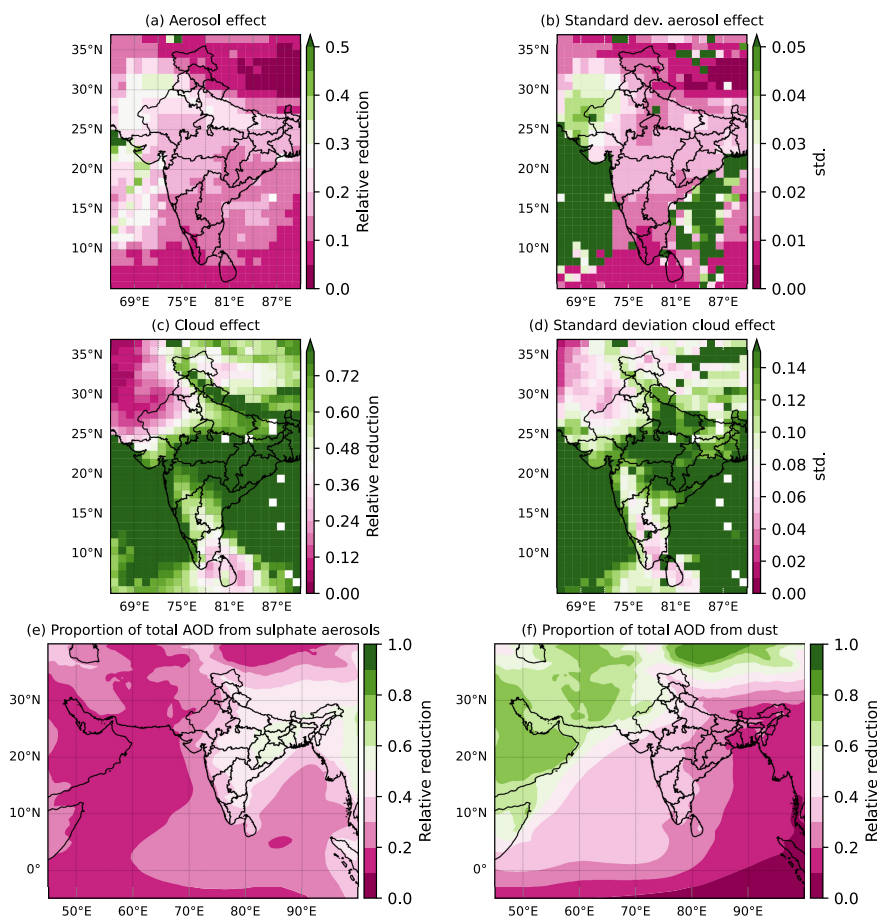 (a) Aerosol effect
35°N
30°N
25°N
20°N
15°N
10°N
69°E 75°E 81°E 87°E
0.5
0.4
0.3
0.2
0.1
0.0
Relative reduction
(b) Standard dev. aerosol effect
35°N
30°N
25°N
20°N
15°N
10°N
69°E 75°E 81°E 87°E
0.05
0.04
0.03
0.02
0.01
0.00
std.
(c) Cloud effect
35°N
30°N
25°N
20°N
15°N
10°N
69°E 75°E 81°E 87°E
0.72
0.60
0.48
0.36
0.24
0.12
0.00
Relative reduction
(d) Standard deviation cloud effect
35°N
30°N
25°N
20°N
15°N
10°N
69°E 75°E 81°E 87°E
0.14
0.12
0.10
0.08
0.06
0.04
0.02
0.00
std.
(e) Proportion of total AOD from sulphate aerosols
30°N
20°N
10°N
0°
50°E 60°E 70°E 80°E 90°E
1.0
0.8
0.6
0.4
0.2
0.0
Relative reduction
(f) Proportion of total AOD from dust
30°N
20°N
10°N
0°
50°E 60°E 70°E 80°E 90°E
1.0
0.8
0.6
0.4
0.2
0.0
Relative reduction